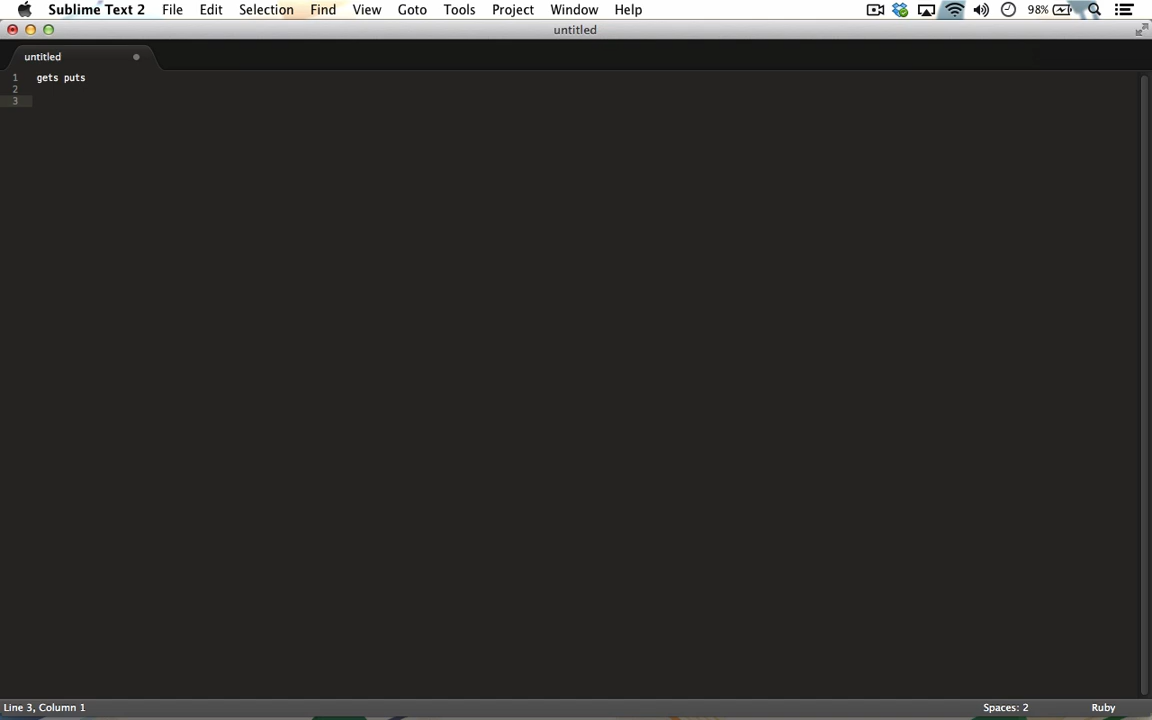 Sublime Text 2 File Edit Selection Find View Goto Tools Project Window Help 98%
untitled
untitled
1 gets puts
2
3
Line 3, Column 1 Spaces: 2 Ruby